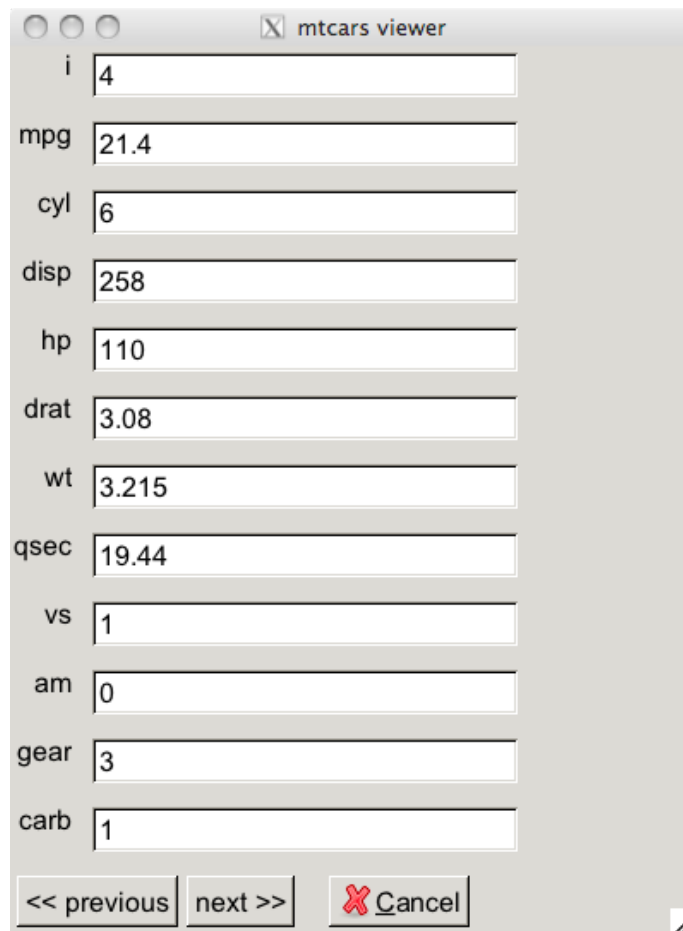 mtcars viewer
i 4
mpg 21.4
cyl 6
disp 258
hp 110
drat 3.08
wt 3.215
qsec 19.44
vs 1
am 0
gear 3
carb 1
<< previous next >> Cancel